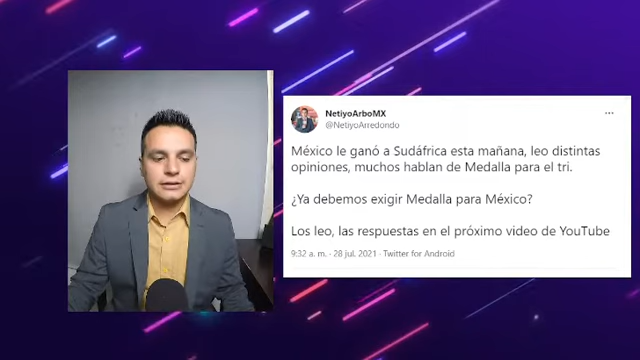 NetiyoArboMX
@NetiyoArredondo
México le ganó a Sudáfrica esta mañana, leo distintas
opiniones, muchos hablan de Medalla para el tri.
¿Ya debemos exigir Medalla para México?
Los leo, las respuestas en el próximo video de YouTube
9:32 a. m. · 28 jul. 2021 · Twitter for Android